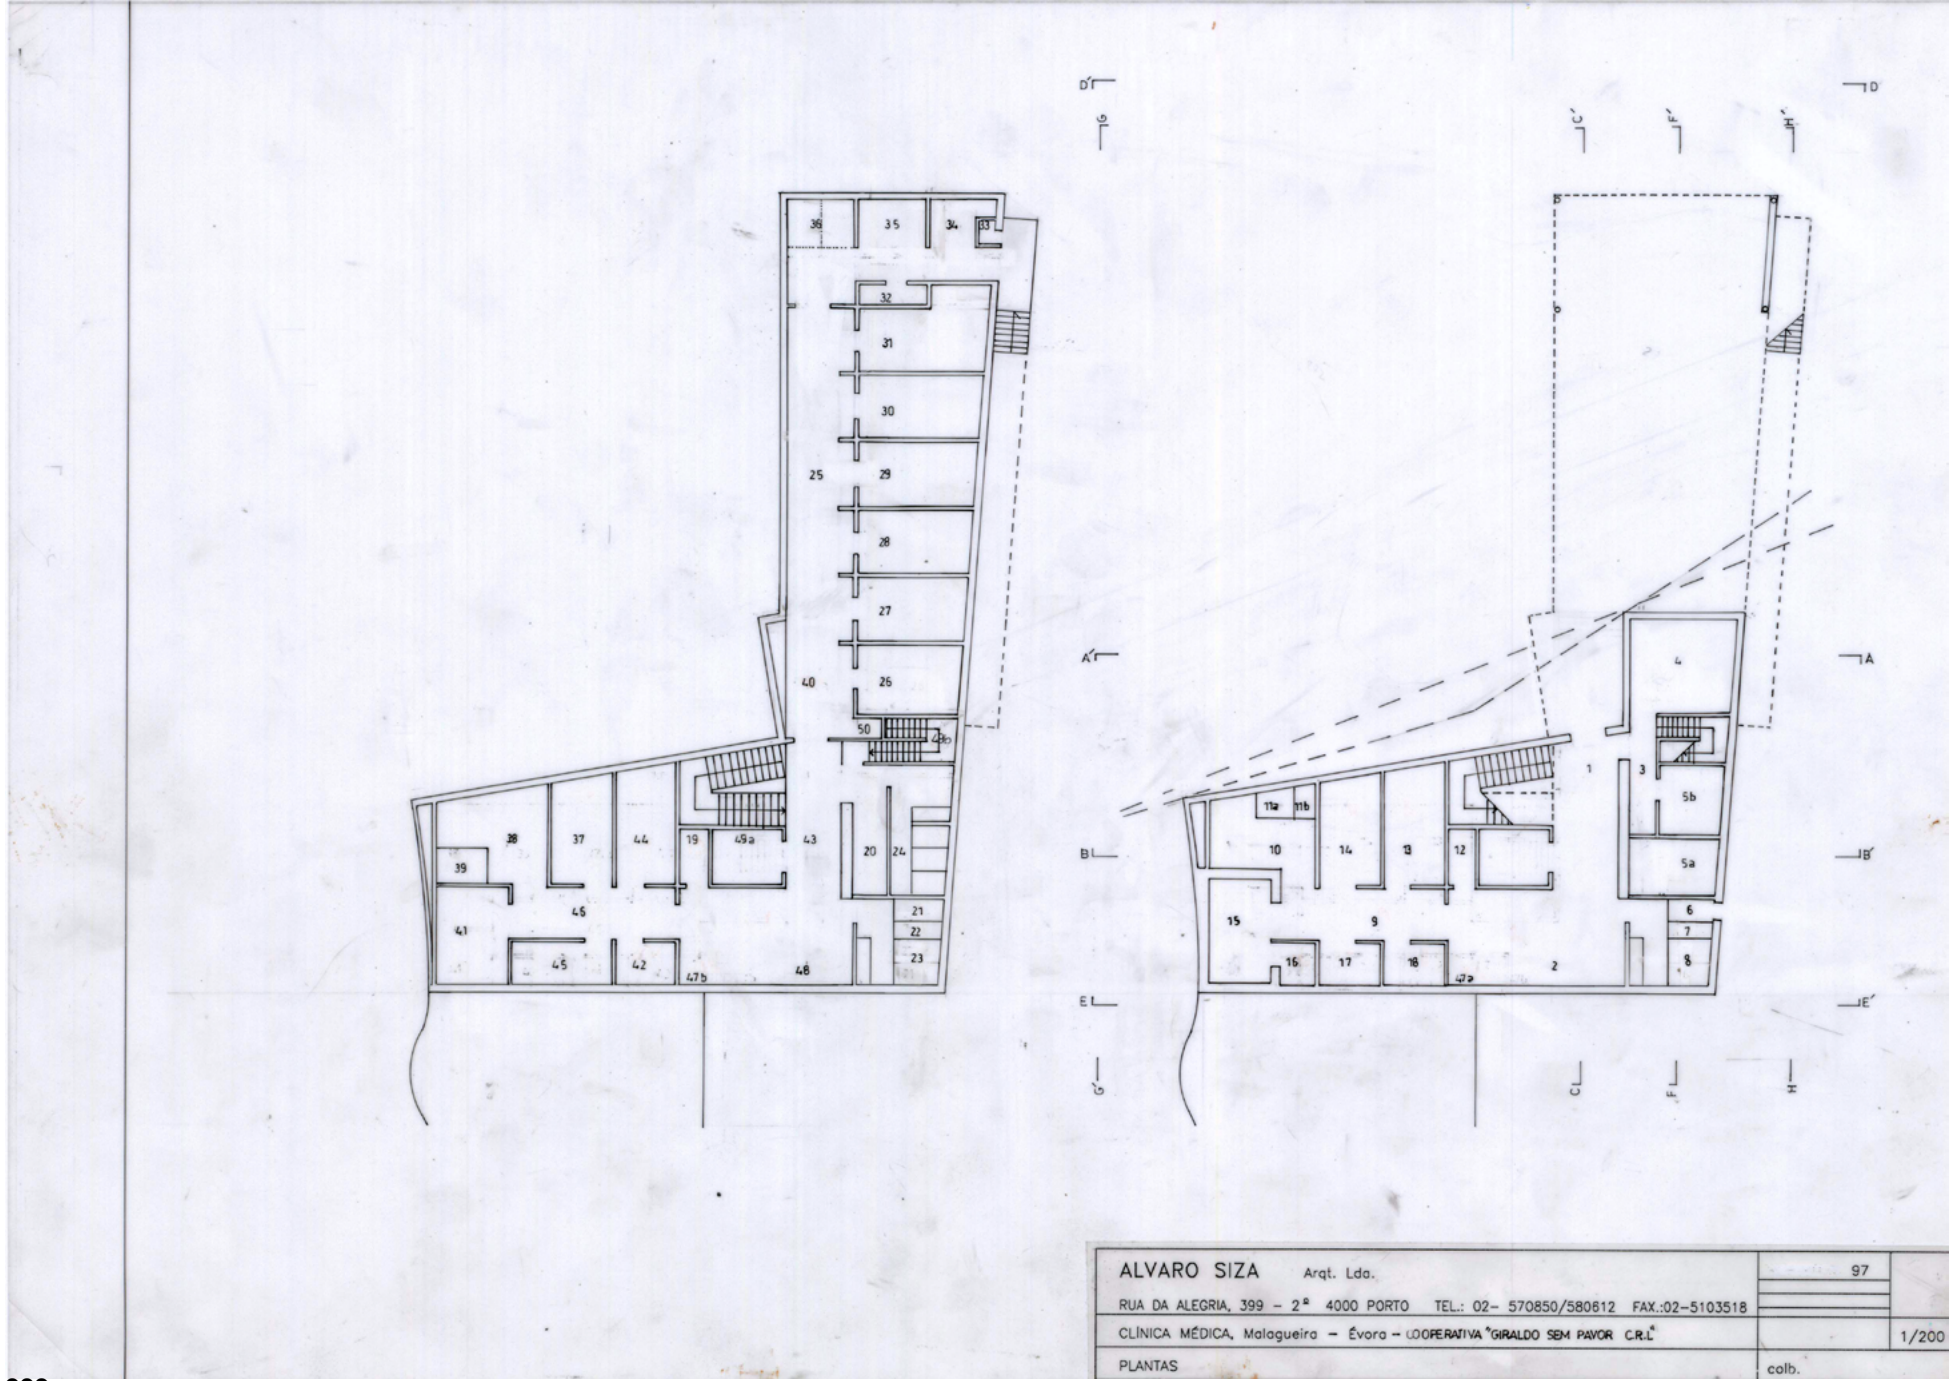 D' D
G C' F' H'
36 35 34 33
32
31
30
25 29
28
27
40 26
50 49b
38 37 44 19 49a 43 20 24
39
46 21
41 22
45 42 23
47b 48
4
A' A
1 3
11a 11b 5b
B B'
10 14 13 12 5a
15 9 6
7
16 17 18 2 8
47a
E E'
G' C F H
ALVARO SIZA Arqt. Lda. 97
RUA DA ALEGRIA, 399 - 2º 4000 PORTO TEL.: 02- 570850/580612 FAX.:02-5103518
CLÍNICA MÉDICA, Malagueira - Évora - COOPERATIVA "GIRALDO SEM PAVOR C.R.L" 1/200
PLANTAS colb.